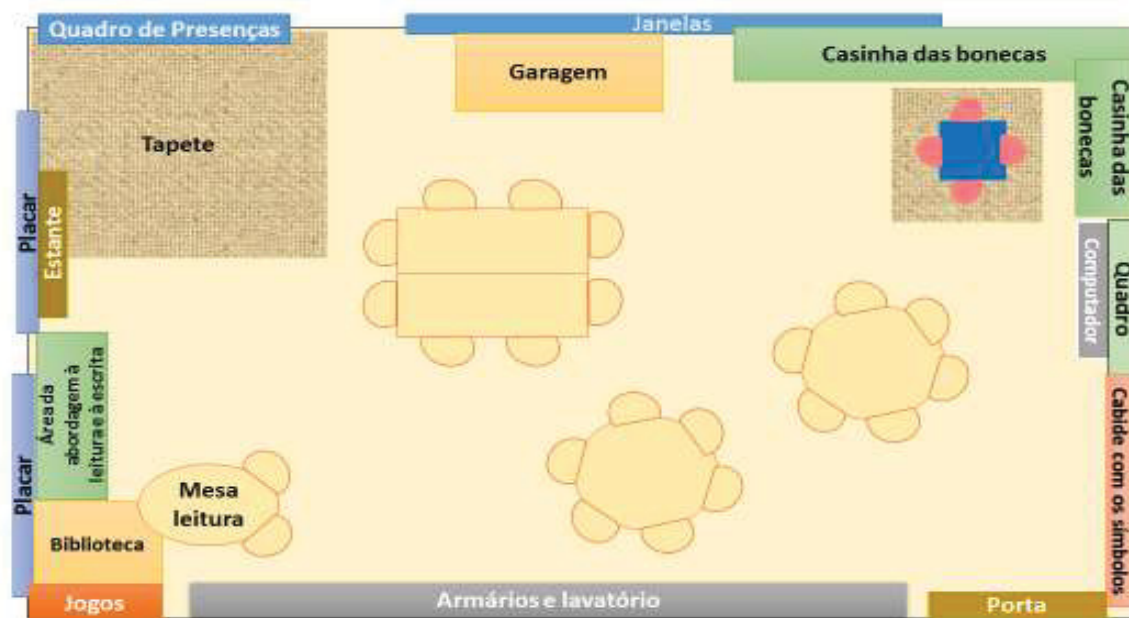 Quadro de Presenças
Janelas
Garagem
Casinha das bonecas
Casinha das
bonecas
Tapete
Placar
Estante
Computador
Quadro
Área da
abordagem à
leitura e à escrita
Placar
Mesa
leitura
Biblioteca
Cabide com os símbolos
Jogos
Armários e lavatório
Porta